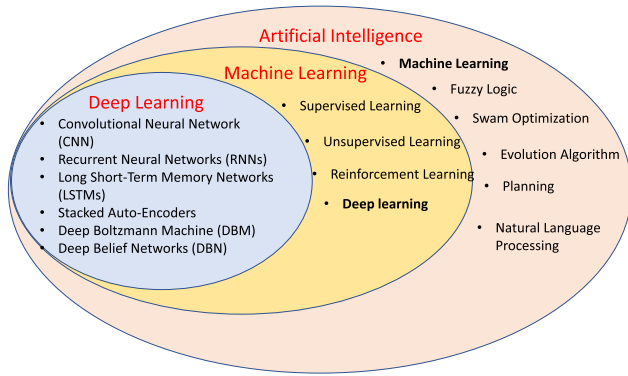 Artificial Intelligence
• Machine Learning
• Fuzzy Logic
• Swam Optimization
• Evolution Algorithm
• Planning
• Natural Language
Processing
Machine Learning
• Supervised Learning
• Unsupervised Learning
• Reinforcement Learning
• Deep learning
Deep Learning
• Convolutional Neural Network
(CNN)
• Recurrent Neural Networks (RNNs)
• Long Short-Term Memory Networks
(LSTMs)
• Stacked Auto-Encoders
• Deep Boltzmann Machine (DBM)
• Deep Belief Networks (DBN)